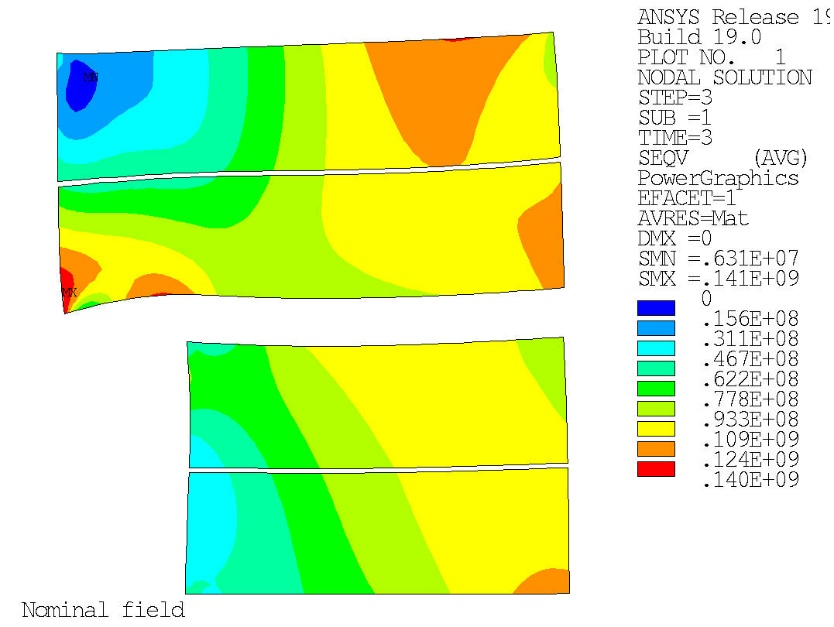 ANSYS Release 19
Build 19.0
PLOT NO. 1
NODAL SOLUTION
STEP=3
SUB =1
TIME=3
SEQV (AVG)
PowerGraphics
EFACET=1
AVRES=Mat
DMX =0
SMN =.631E+07
SMX =.141E+09
0
.156E+08
.311E+08
.467E+08
.622E+08
.778E+08
.933E+08
.109E+09
.124E+09
.140E+09
MN
MX
Nominal field